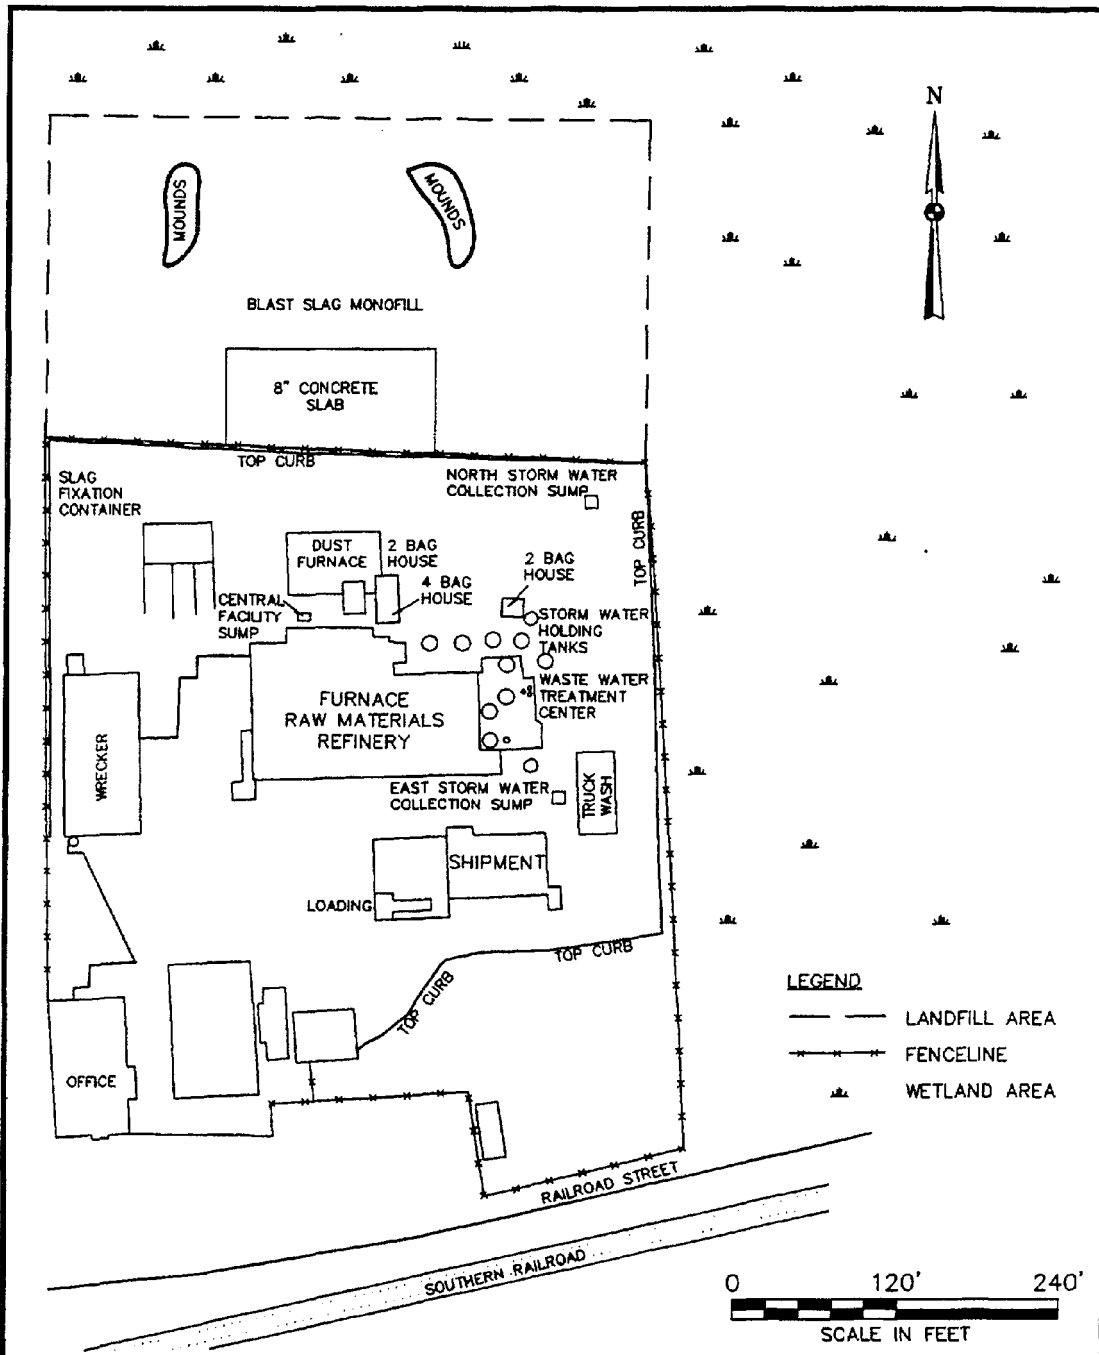 N
MOUNDS
MOUNDS
BLAST SLAG MONOFILL
8" CONCRETE
SLAB
TOP CURB
SLAG
FIXATION
CONTAINER
NORTH STORM WATER
COLLECTION SUMP
TOP CURB
DUST
FURNACE
2 BAG
HOUSE
4 BAG
HOUSE
2 BAG
HOUSE
CENTRAL
FACILITY
SUMP
STORM WATER
HOLDING
TANKS
WASTE WATER
TREATMENT
CENTER
FURNACE
RAW MATERIALS
REFINERY
WRECKER
EAST STORM WATER
COLLECTION SUMP
TRUCK
WASH
SHIPMENT
LOADING
TOP CURB
TOP CURB
OFFICE
LEGEND
LANDFILL AREA
FENCELINE
WETLAND AREA
RAILROAD STREET
SOUTHERN RAILROAD
0 120' 240'
SCALE IN FEET